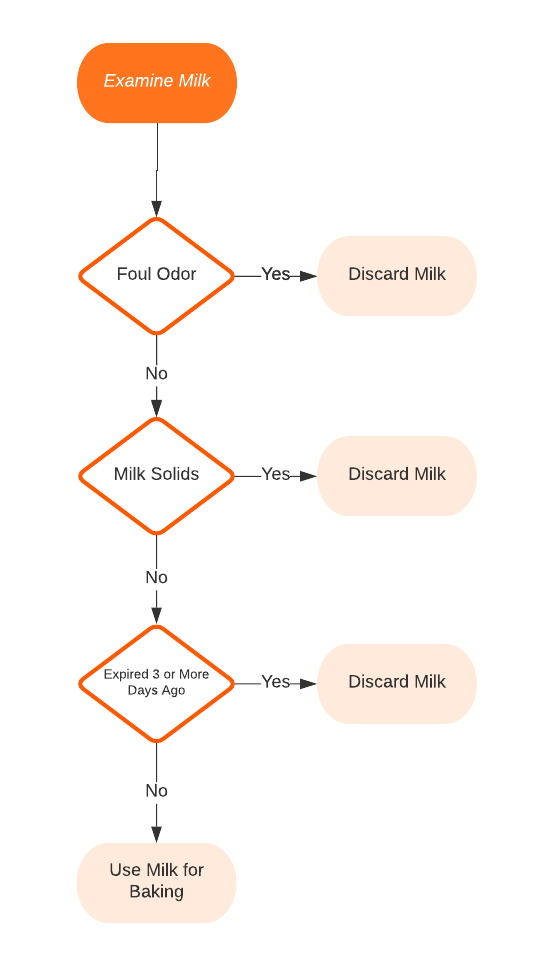 Examine Milk
Foul Odor
Yes
Discard Milk
No
Milk Solids
Yes
Discard Milk
No
Expired 3 or More
Days Ago
Yes
Discard Milk
No
Use Milk for
Baking